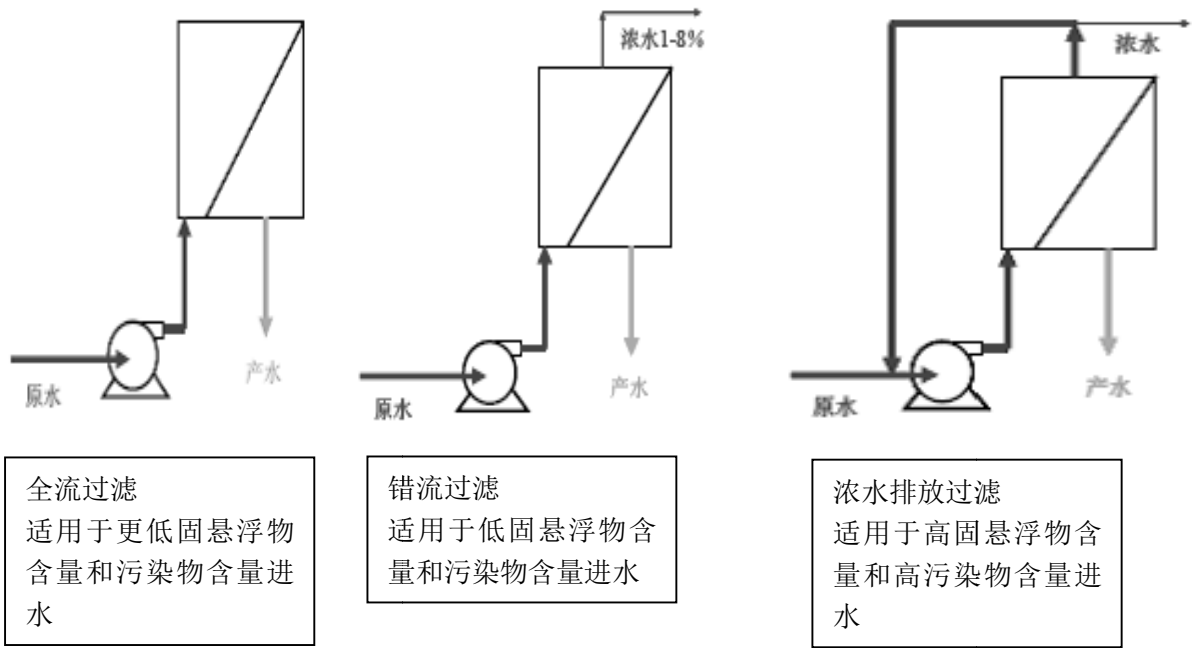 浓水1-8%
浓水
产水
原水
产水
原水
产水
原水
全流过滤
适用于更低固悬浮物
含量和污染物含量进
水
错流过滤
适用于低固悬浮物含
量和污染物含量进水
浓水排放过滤
适用于高固悬浮物含
量和高污染物含量进
水